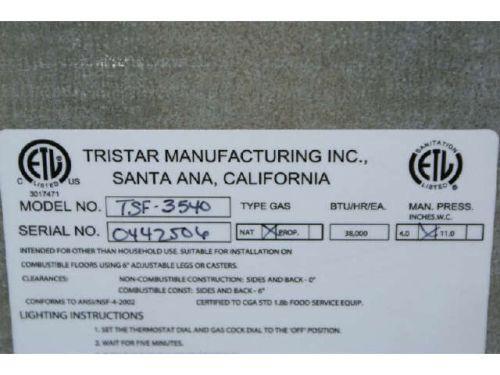 ETL
C LISTED US
3017471
TRISTAR MANUFACTURING INC.,
SANTA ANA, CALIFORNIA
SANITATION
ETL
LISTED
MODEL NO. TSF-3540 TYPE GAS BTU/HR/EA. MAN. PRESS
INCHES.W.C.
SERIAL NO. 0442506 NAT X PROP. 38,000 4.0 X 11.0
INTENDED FOR OTHER THAN HOUSEHOLD USE. SUITABLE FOR INSTALLATION ON
COMBUSTIBLE FLOORS USING 6" ADJUSTABLE LEGS OR CASTERS.
CLEARANCES: NON-COMBUSTIBLE CONSTRUCTION: SIDES AND BACK - 0"
COMBUSTIBLE CONST: SIDES AND BACK - 6"
CONFORMS TO ANSI/NSF-4-2002 CERTIFIED TO CGA STD 1.8b FOOD SERVICE EQUIP.
LIGHTING INSTRUCTIONS
1. SET THE THERMOSTAT DIAL AND GAS COCK DIAL TO THE 'OFF' POSITION.
2. WAIT FOR FIVE MINUTES.